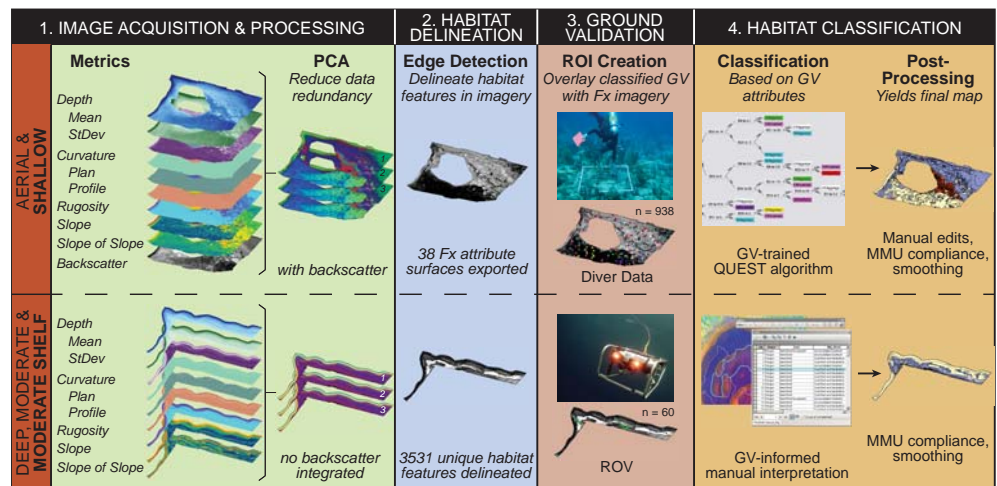 1. IMAGE ACQUISITION & PROCESSING
2. HABITAT
DELINEATION
3. GROUND
VALIDATION
4. HABITAT CLASSIFICATION
AERIAL &
SHALLOW
Metrics
Depth
Mean
StDev
Curvature
Plan
Profile
Rugosity
Slope
Slope of Slope
Backscatter
PCA
Reduce data
redundancy
1
2
3
with backscatter
Edge Detection
Delineate habitat
features in imagery
38 Fx attribute
surfaces exported
ROI Creation
Overlay classified GV
with Fx imagery
n = 938
Diver Data
Classification
Based on GV
attributes
GV-trained
QUEST algorithm
Post-
Processing
Yields final map
Manual edits,
MMU compliance,
smoothing
DEEP, MODERATE &
MODERATE SHELF
Depth
Mean
StDev
Curvature
Plan
Profile
Rugosity
Slope
Slope of Slope
1
2
3
no backscatter
integrated
3531 unique habitat
features delineated
n = 60
ROV
GV-informed
manual interpretation
MMU compliance,
smoothing